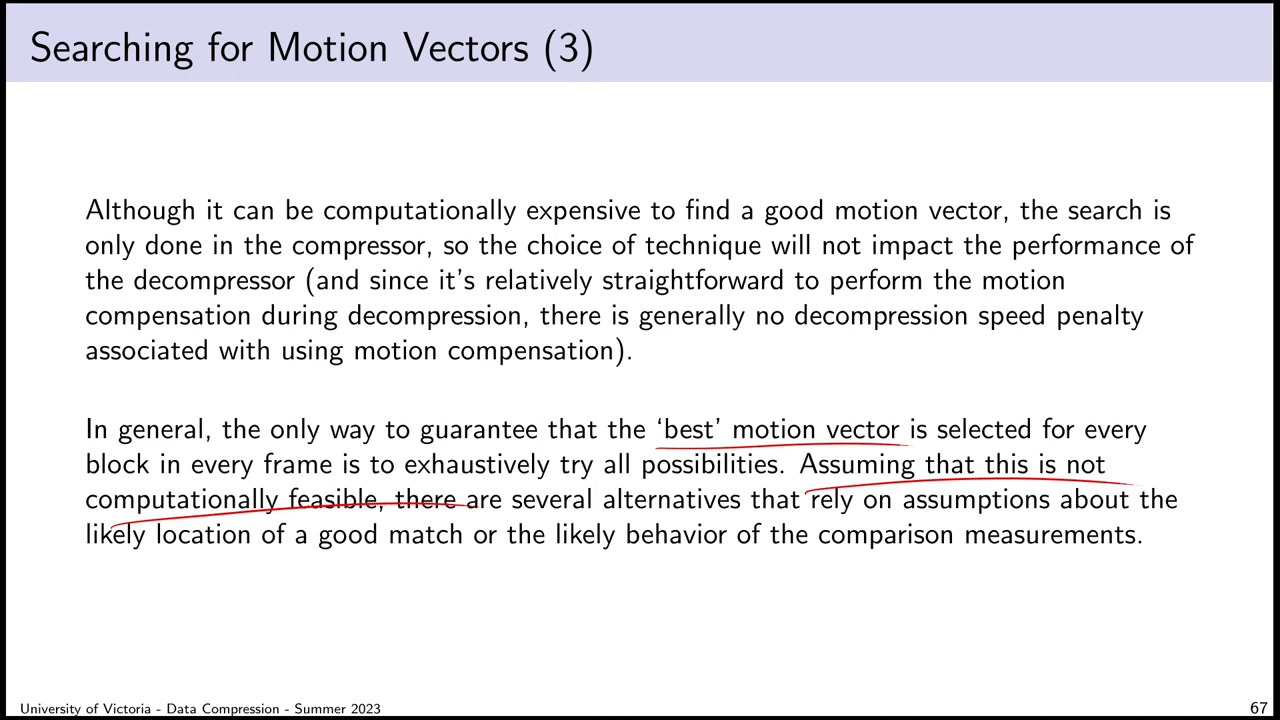 Searching for Motion Vectors (3)
Although it can be computationally expensive to find a good motion vector, the search is
only done in the compressor, so the choice of technique will not impact the performance of
the decompressor (and since it's relatively straightforward to perform the motion
compensation during decompression, there is generally no decompression speed penalty
associated with using motion compensation).
In general, the only way to guarantee that the ‘best’ motion vector is selected for every
block in every frame is to exhaustively try all possibilities. Assuming that this is not
computationally feasible, there are several alternatives that rely on assumptions about the
likely location of a good match or the likely behavior of the comparison measurements.
University of Victoria - Data Compression - Summer 2023
67